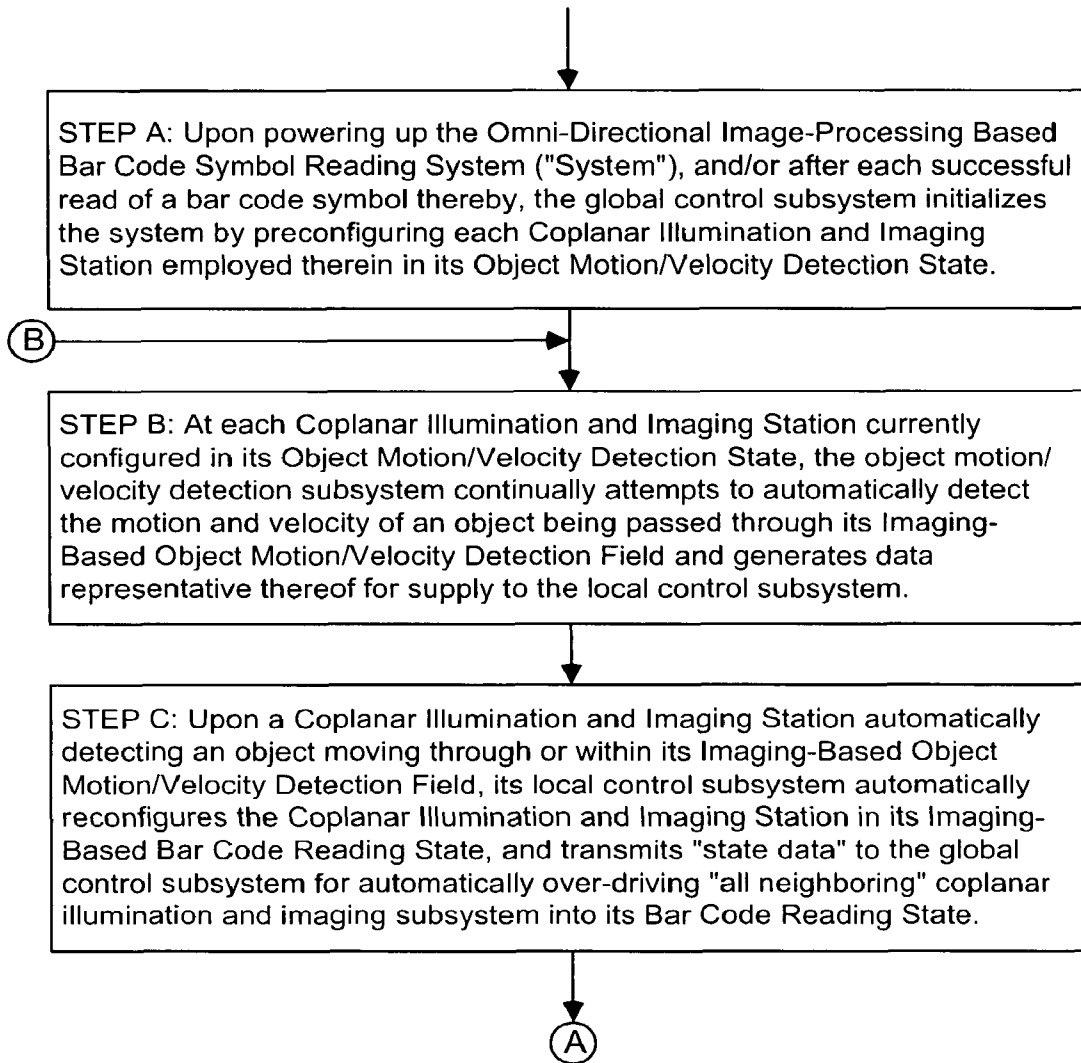 STEP A: Upon powering up the Omni-Directional Image-Processing Based
Bar Code Symbol Reading System ("System"), and/or after each successful
read of a bar code symbol thereby, the global control subsystem initializes
the system by preconfiguring each Coplanar Illumination and Imaging
Station employed therein in its Object Motion/Velocity Detection State.
B
STEP B: At each Coplanar Illumination and Imaging Station currently
configured in its Object Motion/Velocity Detection State, the object motion/
velocity detection subsystem continually attempts to automatically detect
the motion and velocity of an object being passed through its Imaging-
Based Object Motion/Velocity Detection Field and generates data
representative thereof for supply to the local control subsystem.
STEP C: Upon a Coplanar Illumination and Imaging Station automatically
detecting an object moving through or within its Imaging-Based Object
Motion/Velocity Detection Field, its local control subsystem automatically
reconfigures the Coplanar Illumination and Imaging Station in its Imaging-
Based Bar Code Reading State, and transmits "state data" to the global
control subsystem for automatically over-driving "all neighboring" coplanar
illumination and imaging subsystem into its Bar Code Reading State.
A